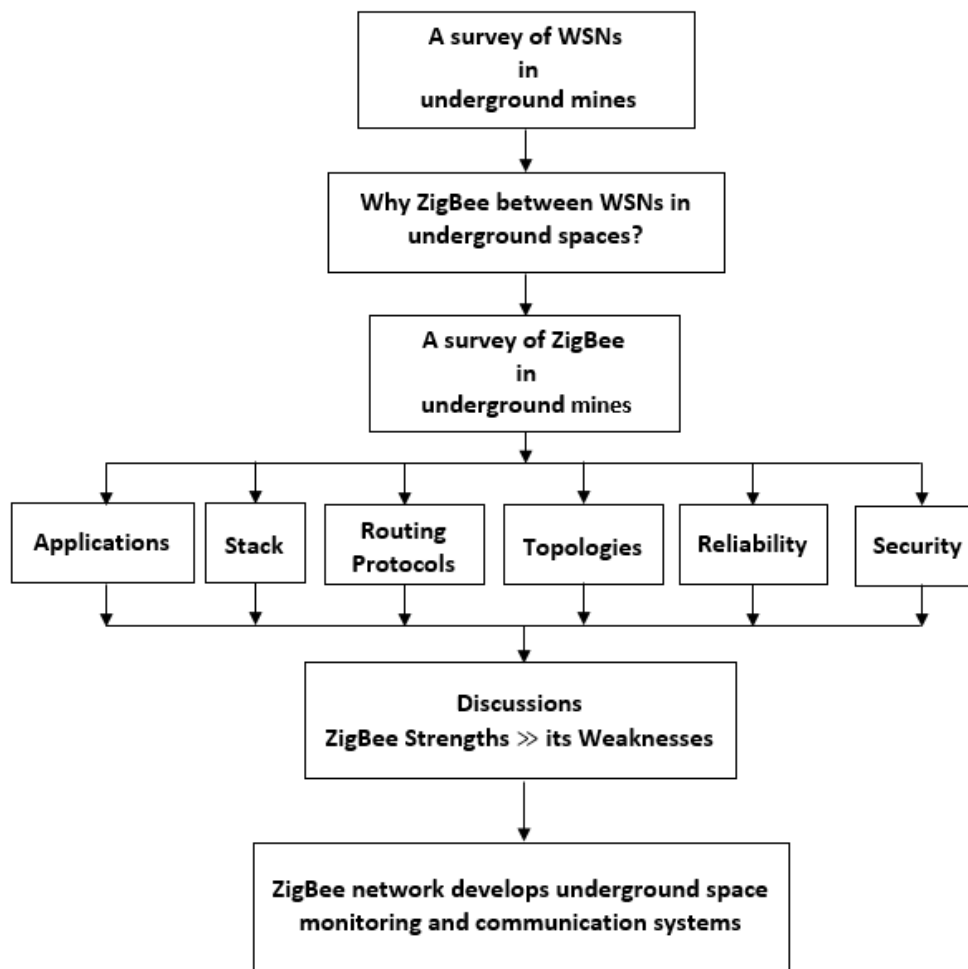 A survey of WSNs
in
underground mines
Why ZigBee between WSNs in
underground spaces?
A survey of ZigBee
in
underground mines
Applications
Stack
Routing
Protocols
Topologies
Reliability
Security
Discussions
ZigBee Strengths ≫ its Weaknesses
ZigBee network develops underground space
monitoring and communication systems